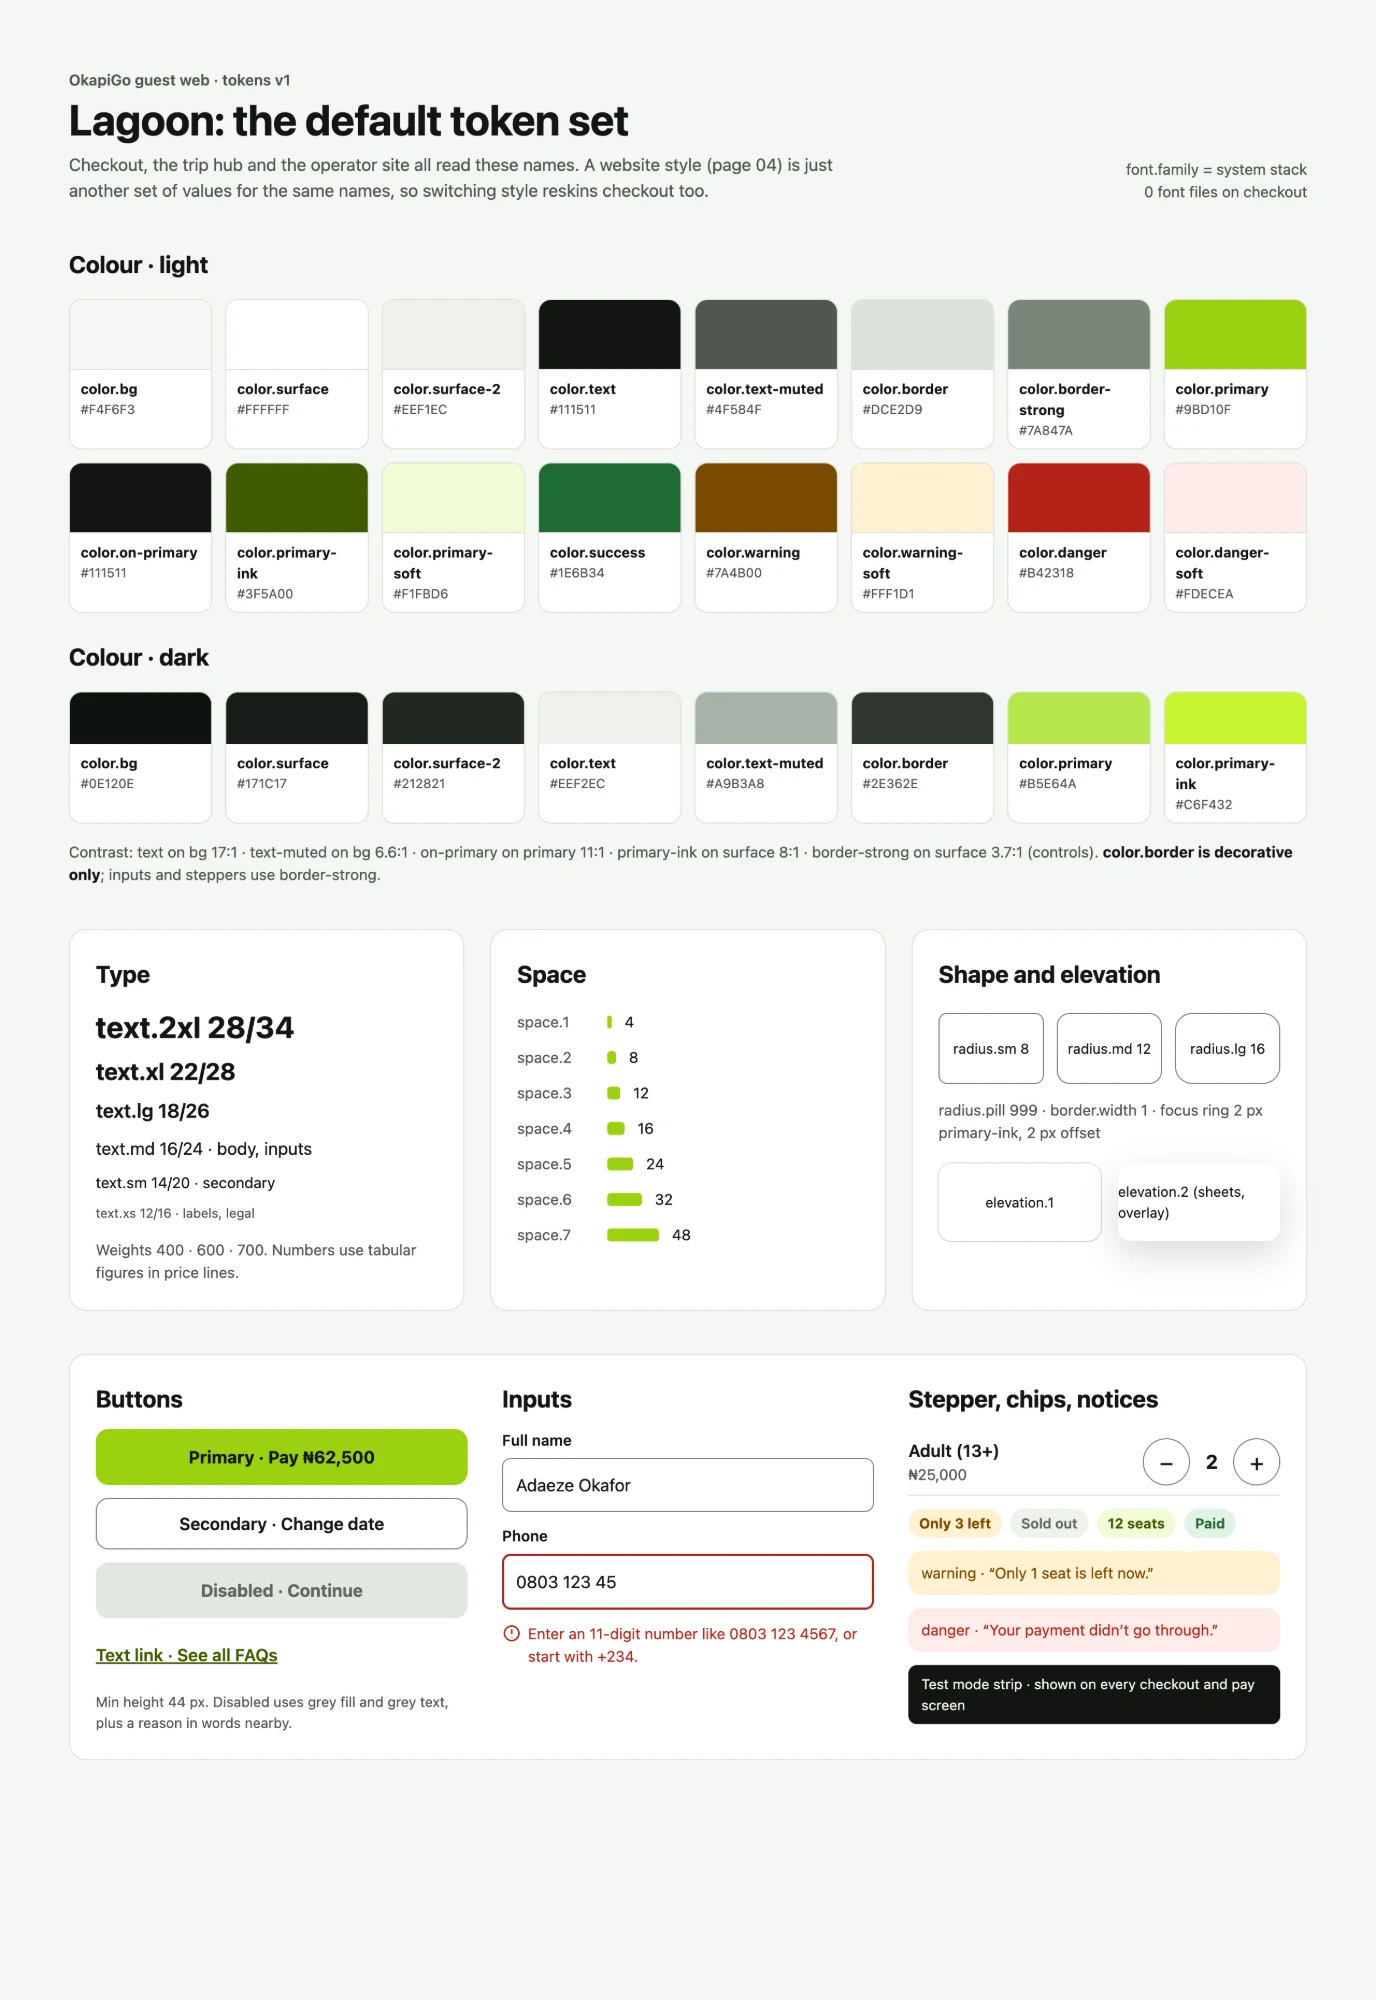 OkapiGo guest web · tokens v1
Lagoon: the default token set
Checkout, the trip hub and the operator site all read these names. A website style (page 04) is just
another set of values for the same names, so switching style reskins checkout too.
font.family = system stack
0 font files on checkout
Colour · light
color.bg
#F4F6F3
color.surface
#FFFFFF
color.surface-2
#EEF1EC
color.text
#111511
color.text-muted
#4F584F
color.border
#DCE2D9
color.border-
strong
#7A847A
color.primary
#9BD10F
color.on-primary
#111511
color.primary-
ink
#3F5A00
color.primary-
soft
#F1FBD6
color.success
#1E6B34
color.warning
#7A4B00
color.warning-
soft
#FFF1D1
color.danger
#B42318
color.danger-
soft
#FDECEA
Colour · dark
color.bg
#0E120E
color.surface
#171C17
color.surface-2
#212821
color.text
#EEF2EC
color.text-muted
#A9B3A8
color.border
#2E362E
color.primary
#B5E64A
color.primary-
ink
#C6F432
Contrast: text on bg 17:1 · text-muted on bg 6.6:1 · on-primary on primary 11:1 · primary-ink on surface 8:1 · border-strong on surface 3.7:1 (controls). color.border is decorative
only; inputs and steppers use border-strong.
Type
text.2xl 28/34
text.xl 22/28
text.lg 18/26
text.md 16/24 · body, inputs
text.sm 14/20 · secondary
text.xs 12/16 · labels, legal
Weights 400 · 600 · 700. Numbers use tabular
figures in price lines.
Space
space.1 4
space.2 8
space.3 12
space.4 16
space.5 24
space.6 32
space.7 48
Shape and elevation
radius.sm 8
radius.md 12
radius.lg 16
radius.pill 999 · border.width 1 · focus ring 2 px
primary-ink, 2 px offset
elevation.1
elevation.2 (sheets,
overlay)
Buttons
Primary · Pay ₦62,500
Secondary · Change date
Disabled · Continue
Text link · See all FAQs
Min height 44 px. Disabled uses grey fill and grey text,
plus a reason in words nearby.
Inputs
Full name
Adaeze Okafor
Phone
0803 123 45
Enter an 11-digit number like 0803 123 4567, or
start with +234.
Stepper, chips, notices
Adult (13+)
₦25,000
− 2 +
Only 3 left
Sold out
12 seats
Paid
warning · “Only 1 seat is left now.”
danger · “Your payment didn’t go through.”
Test mode strip · shown on every checkout and pay
screen